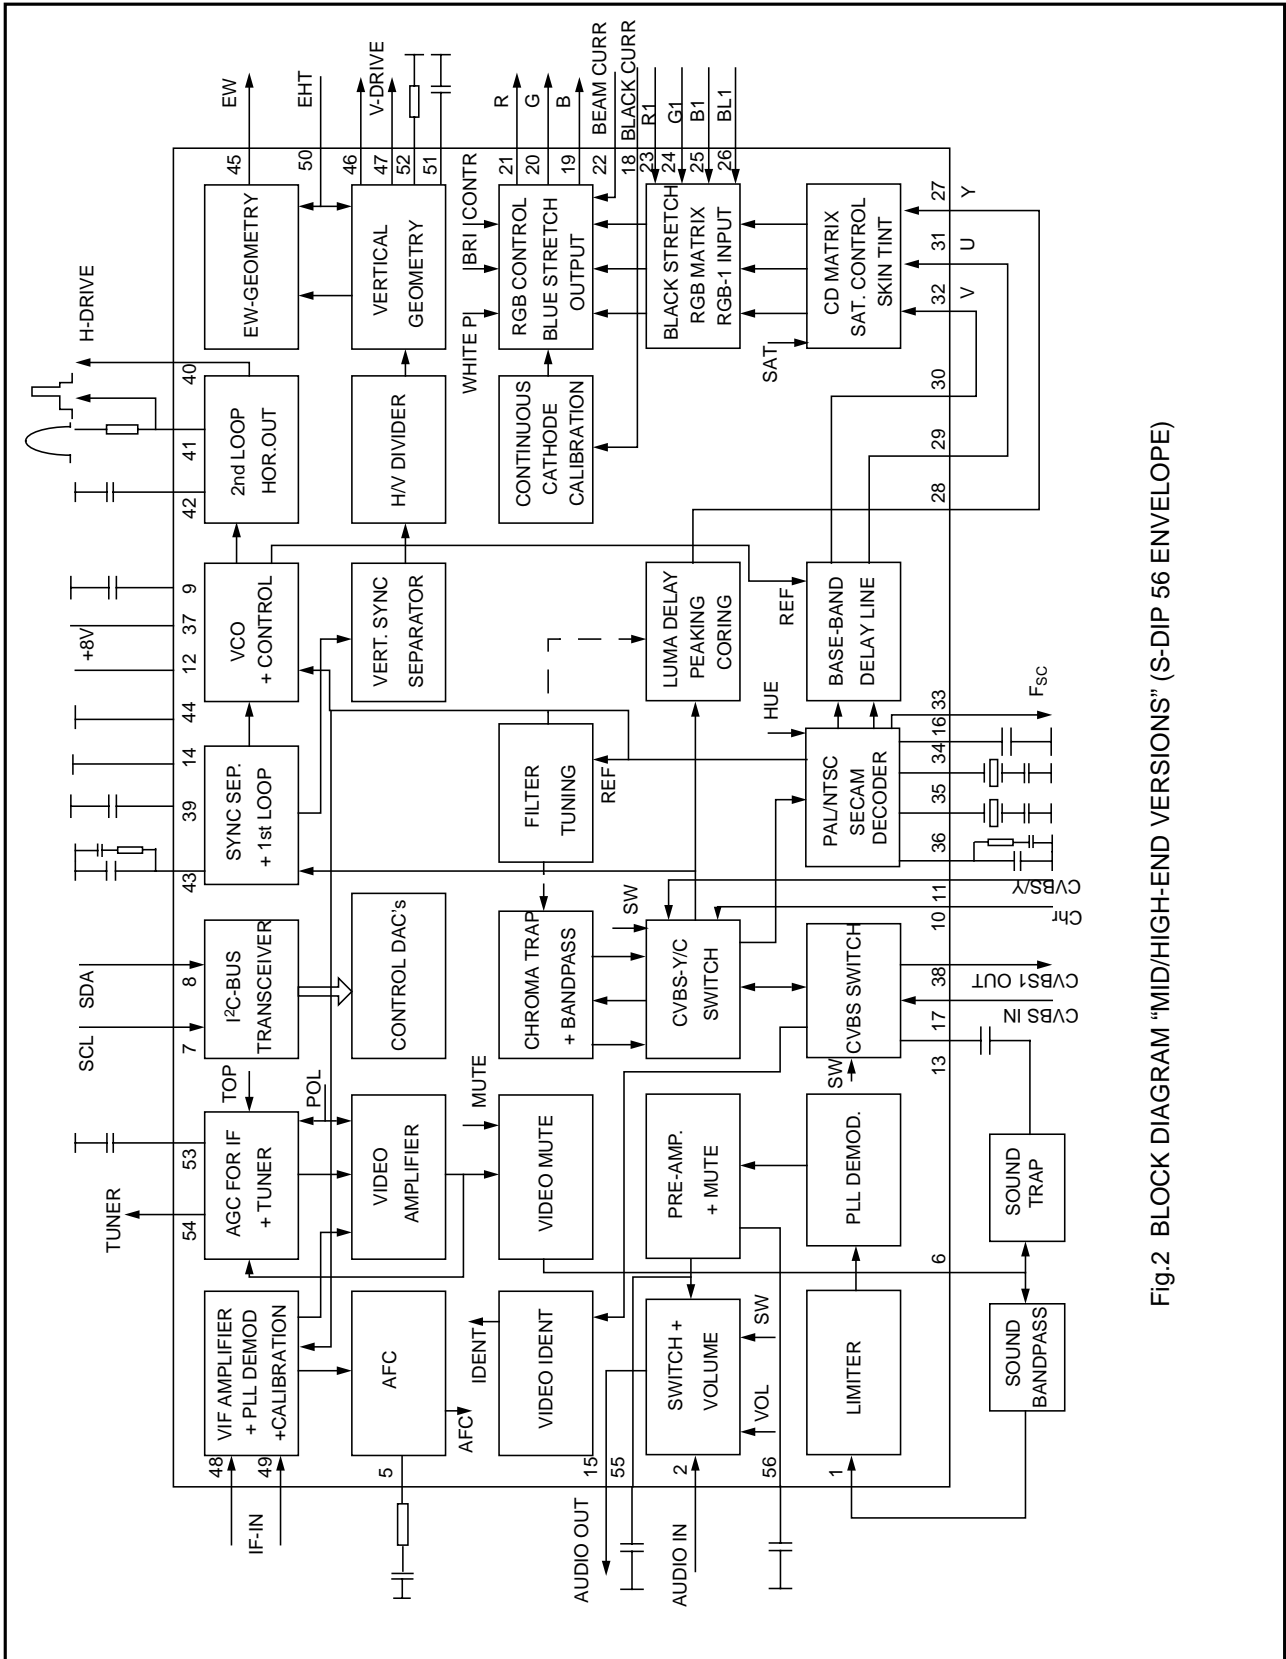 H-DRIVE
EW
EHT
V-DRIVE
R
G
B
BEAM CURR
BLACK CURR
R1
G1
B1
BL1
TUNER
SCL
SDA
+8V
54
53
7
8
43
39
14
44
12
37
9
42
41
40
45
50
46
47
52
51
21
20
19
22
18
23
24
25
26
48
49
IF-IN
VIF AMPLIFIER
+ PLL DEMOD
+CALIBRATION
AGC FOR IF
+ TUNER
TOP
POL
I²C-BUS
TRANSCEIVER
SYNC SEP.
+ 1st LOOP
VCO
+ CONTROL
2nd LOOP
HOR.OUT
EW-GEOMETRY
5
AFC
AFC
VIDEO
AMPLIFIER
CONTROL DAC's
VERT. SYNC
SEPARATOR
H/V DIVIDER
VERTICAL
GEOMETRY
IDENT
VIDEO IDENT
MUTE
VIDEO MUTE
CHROMA TRAP
+ BANDPASS
FILTER
TUNING
REF
CONTINUOUS
CATHODE
CALIBRATION
WHITE P
BRI
CONTR
RGB CONTROL
BLUE STRETCH
OUTPUT
15
55
AUDIO OUT
2
AUDIO IN
56
SWITCH +
VOLUME
VOL
SW
PRE-AMP.
+ MUTE
SW
CVBS-Y/C
SWITCH
LUMA DELAY
PEAKING
CORING
BLACK STRETCH
RGB MATRIX
RGB-1 INPUT
1
LIMITER
PLL DEMOD.
SW
CVBS SWITCH
HUE
PAL/NTSC
SECAM
DECODER
REF
BASE-BAND
DELAY LINE
SAT
CD MATRIX
SAT. CONTROL
SKIN TINT
6
13
17
38
10
11
36
35
34
16
33
28
29
30
32
31
27
SOUND
BANDPASS
SOUND
TRAP
CVBS IN
CVBS1 OUT
Chr
CVBS/Y
FSC
V
U
Y
Fig.2 BLOCK DIAGRAM "MID/HIGH-END VERSIONS" (S-DIP 56 ENVELOPE)